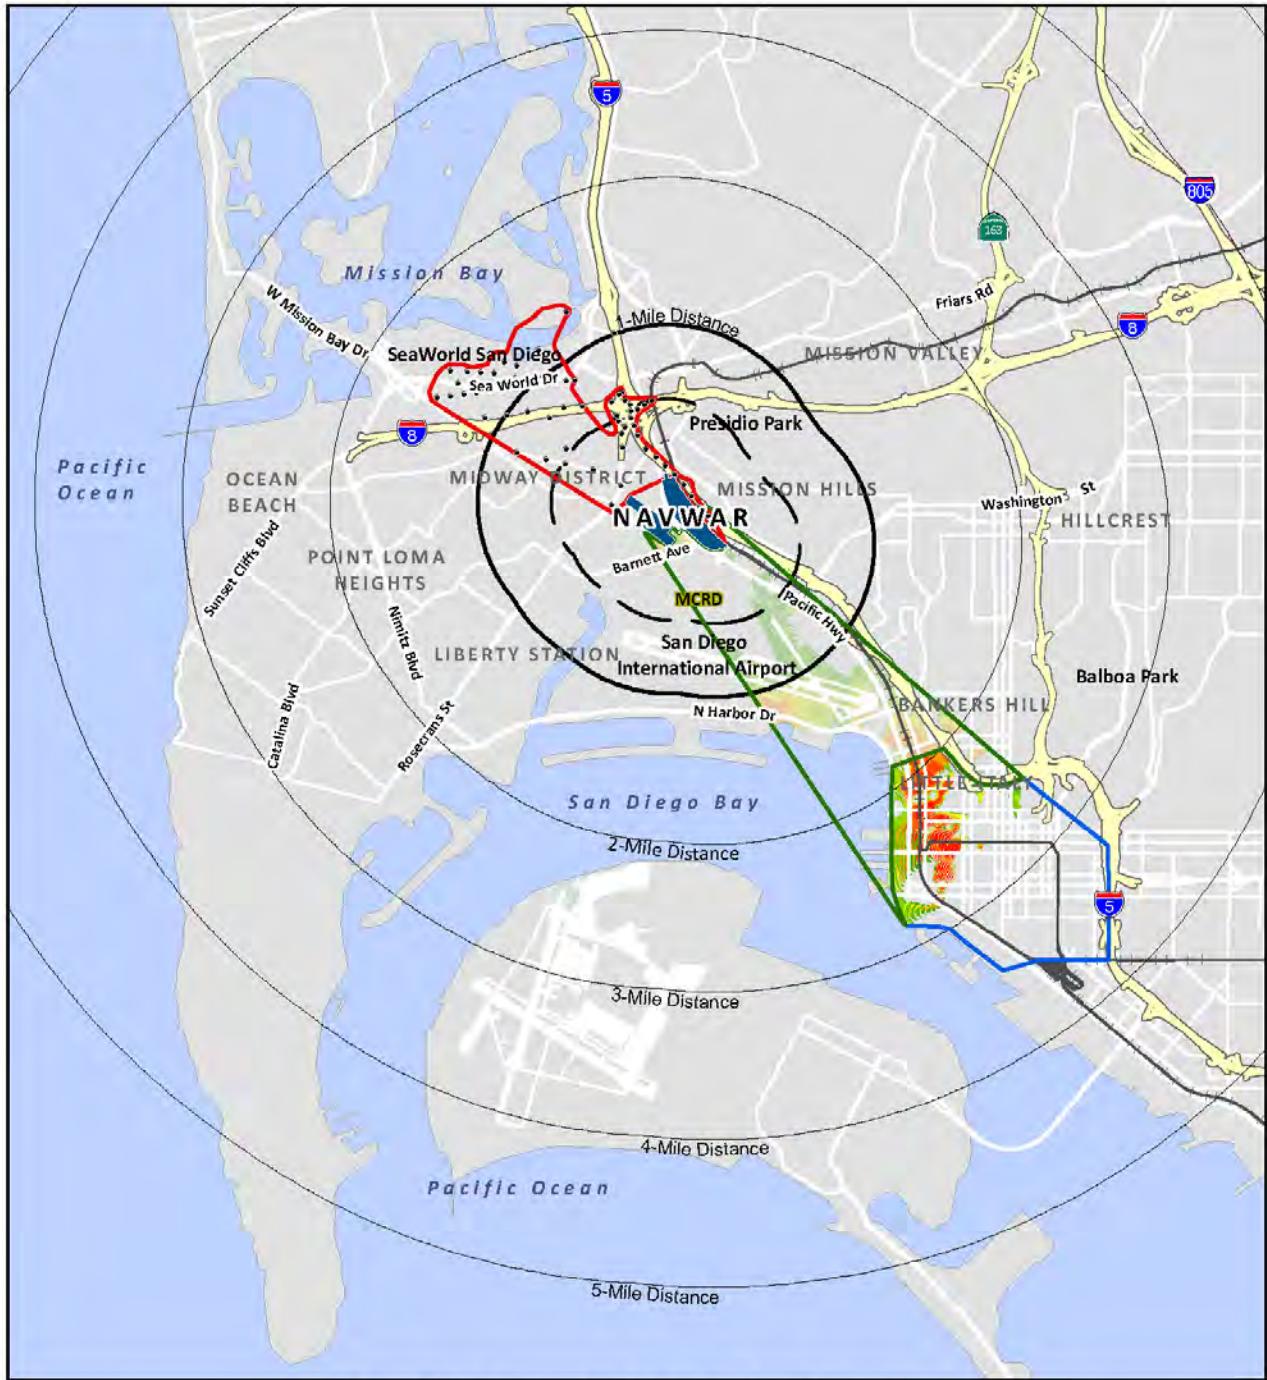 5
805
163
Mission Bay
Friars Rd
W Mission Bay Dr
1-Mile Distance
8
MISSION VALLEY
SeaWorld San Diego
Sea World Dr
Presidio Park
8
Pacific
Ocean
OCEAN
BEACH
MIDWAY DISTRICT
MISSION HILLS
Washington St
HILLCREST
NAVWAR
Sunset Cliffs Blvd
POINT LOMA
HEIGHTS
Barnett Ave
MCRD
Pacific Hwy
Nimitz Blvd
LIBERTY STATION
San Diego
International Airport
Balboa Park
BANKERS HILL
N Harbor Dr
Catalina Blvd
Rosecrans St
LITTLE ITALY
San Diego Bay
2-Mile Distance
5
3-Mile Distance
4-Mile Distance
Pacific Ocean
5-Mile Distance